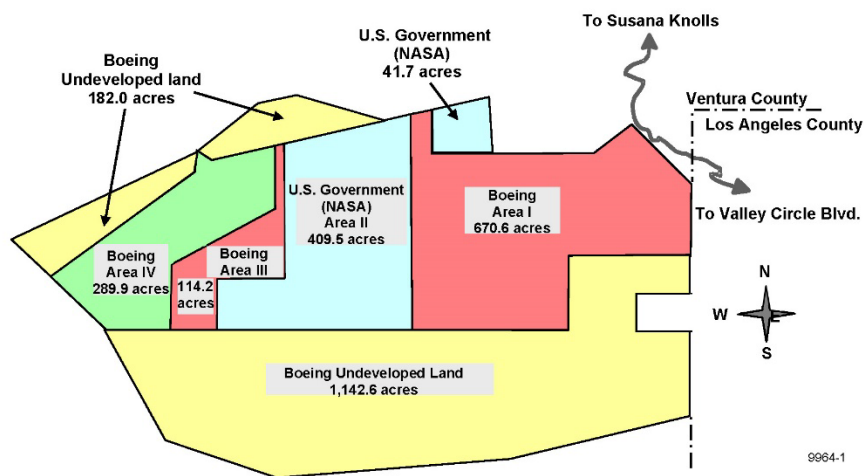 To Susana Knolls
U.S. Government
(NASA)
41.7 acres
Boeing
Undeveloped land
182.0 acres
Ventura County
Los Angeles County
To Valley Circle Blvd.
U.S. Government
(NASA)
Area II
409.5 acres
Boeing
Area I
670.6 acres
Boeing
Area IV
289.9 acres
Boeing
Area III
114.2
acres
N
W
E
S
Boeing Undeveloped Land
1,142.6 acres
9964-1